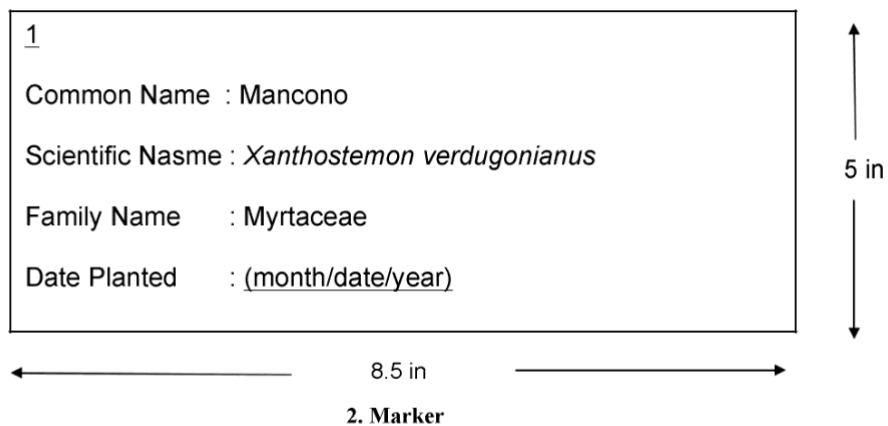 1
Common Name : Mancono
Scientific Nasme : Xanthostemon verdugonianus
Family Name : Myrtaceae
Date Planted : (month/date/year)
5 in
8.5 in
2. Marker